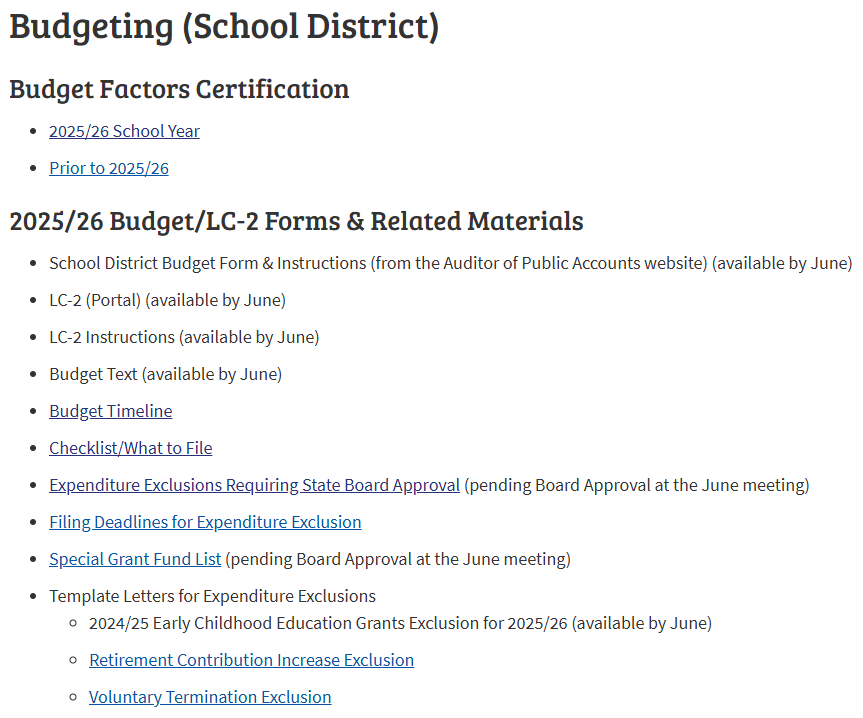 Budgeting (School District)
Budget Factors Certification
2025/26 School Year
Prior to 2025/26
2025/26 Budget/LC-2 Forms & Related Materials
School District Budget Form & Instructions (from the Auditor of Public Accounts website) (available by June)
LC-2 (Portal) (available by June)
LC-2 Instructions (available by June)
Budget Text (available by June)
Budget Timeline
Checklist/What to File
Expenditure Exclusions Requiring State Board Approval (pending Board Approval at the June meeting)
Filing Deadlines for Expenditure Exclusion
Special Grant Fund List (pending Board Approval at the June meeting)
Template Letters for Expenditure Exclusions
2024/25 Early Childhood Education Grants Exclusion for 2025/26 (available by June)
Retirement Contribution Increase Exclusion
Voluntary Termination Exclusion